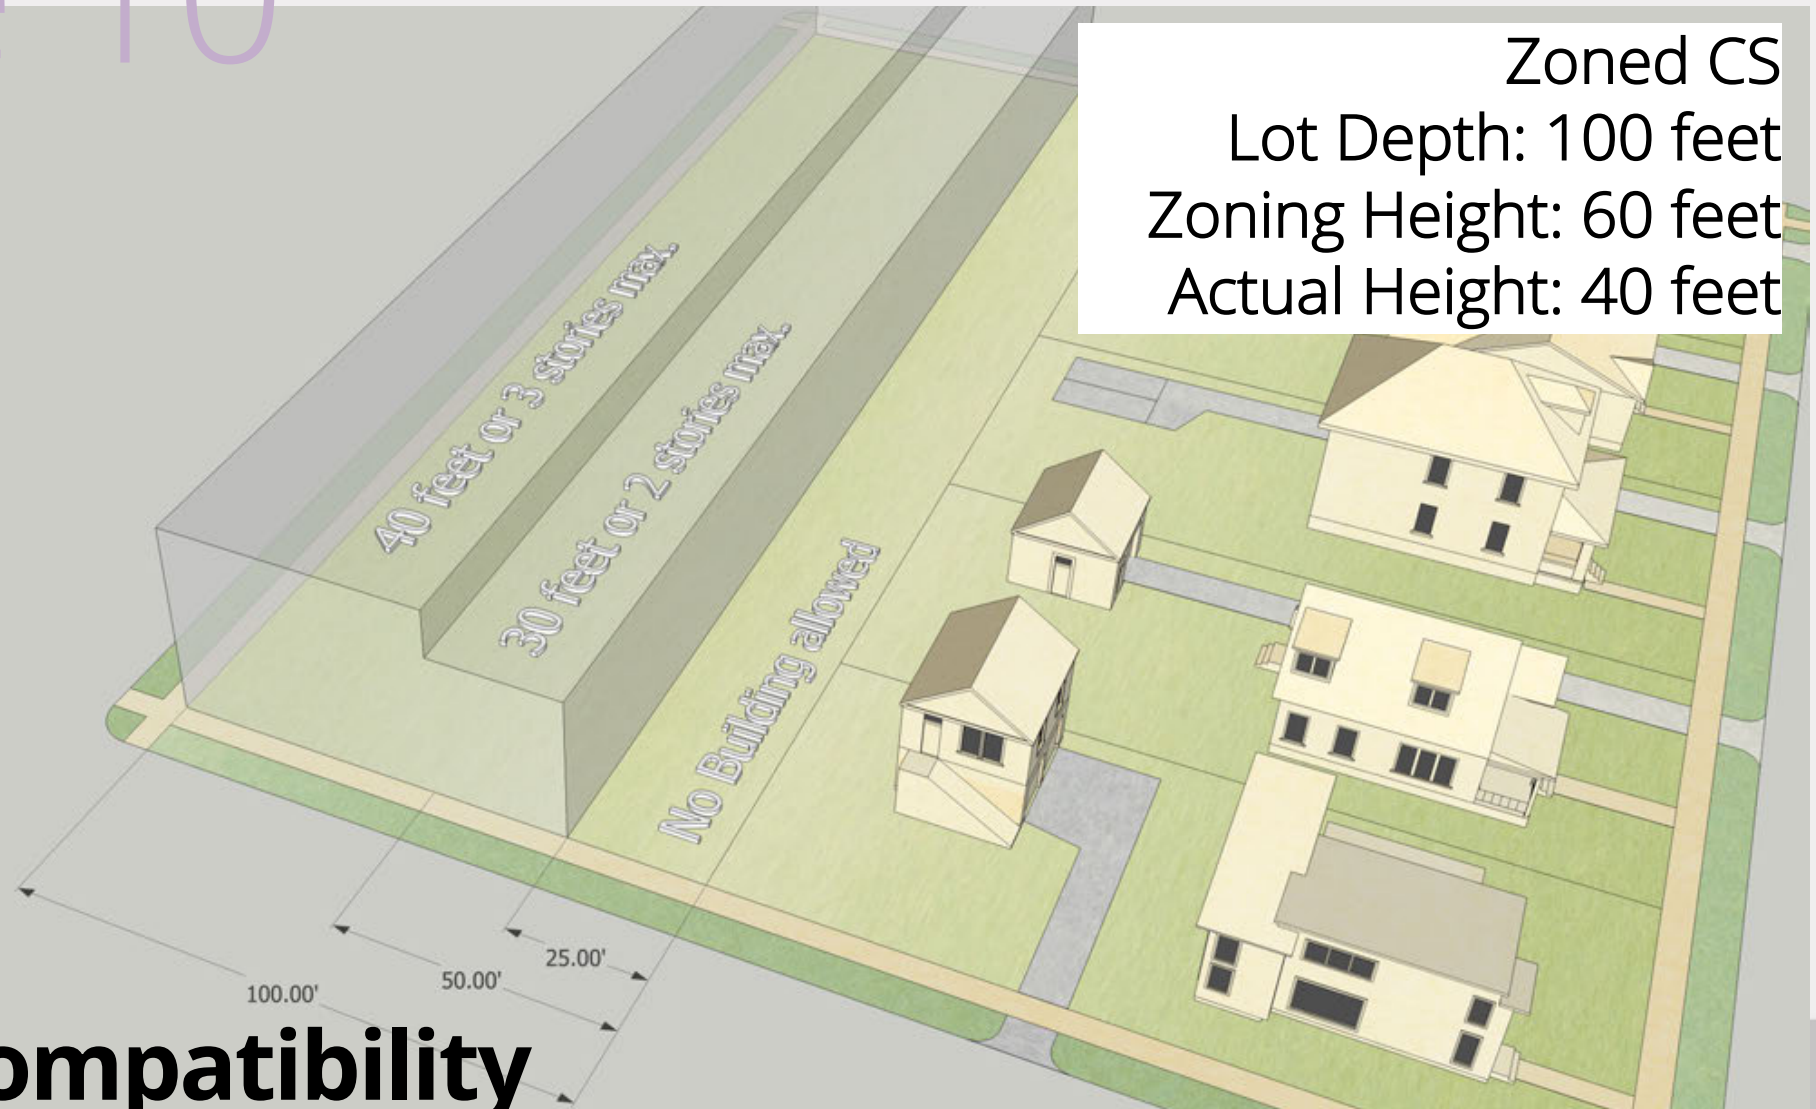 10
Zoned CS
Lot Depth: 100 feet
Zoning Height: 60 feet
Actual Height: 40 feet
40 feet or 3 stories max.
30 feet or 2 stories max.
No Building allowed
25.00'
50.00'
100.00'
ompatibility